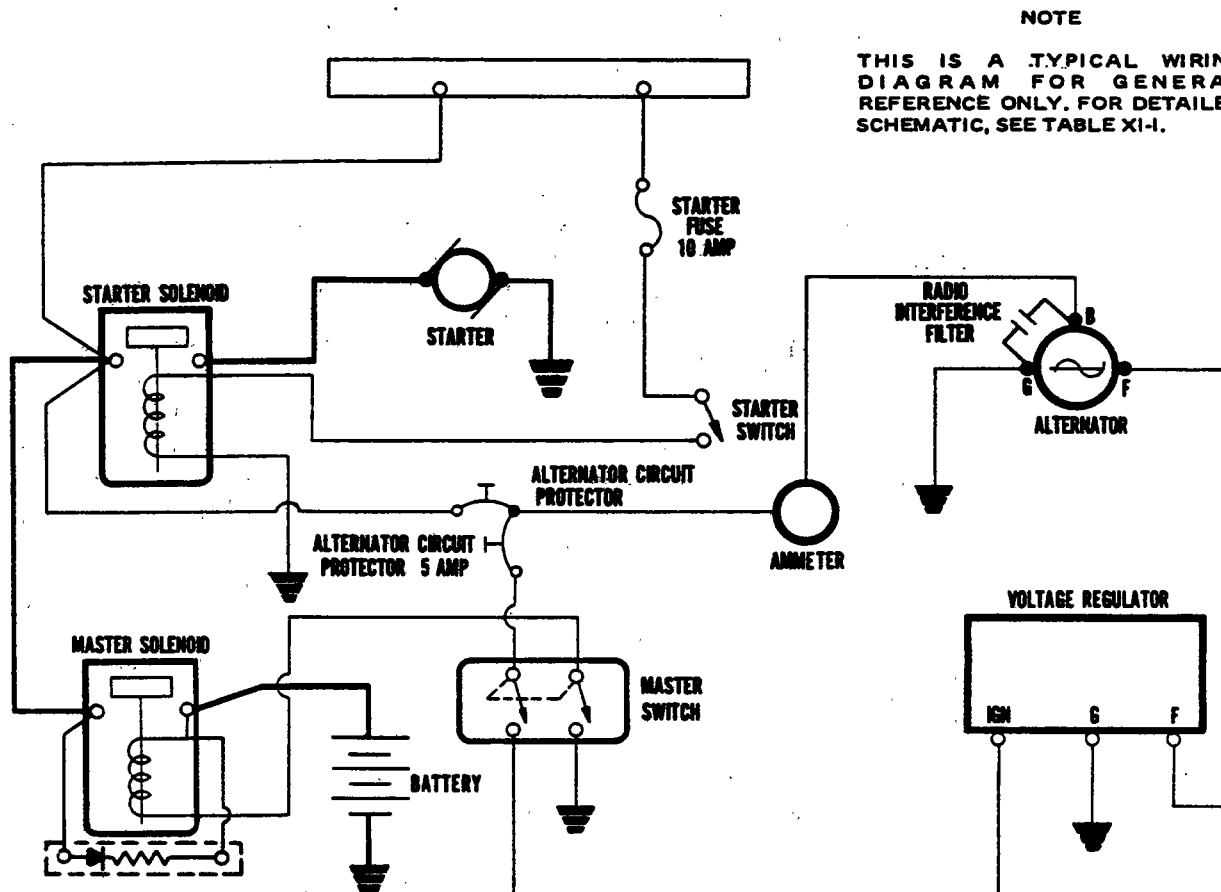 NOTE
THIS IS A TYPICAL WIRIN
DIAGRAM FOR GENERA
REFERENCE ONLY. FOR DETAILE
SCHEMATIC, SEE TABLE XI-I.
STARTER
FUSE
10 AMP
STARTER SOLENOID
STARTER
RADIO
INTERFERENCE
FILTER
B
G
F
ALTERNATOR
STARTER
SWITCH
ALTERNATOR CIRCUIT
PROTECTOR
ALTERNATOR CIRCUIT
PROTECTOR 5 AMP
AMMETER
VOLTAGE REGULATOR
MASTER SOLENOID
MASTER
SWITCH
IGN
G
F
BATTERY